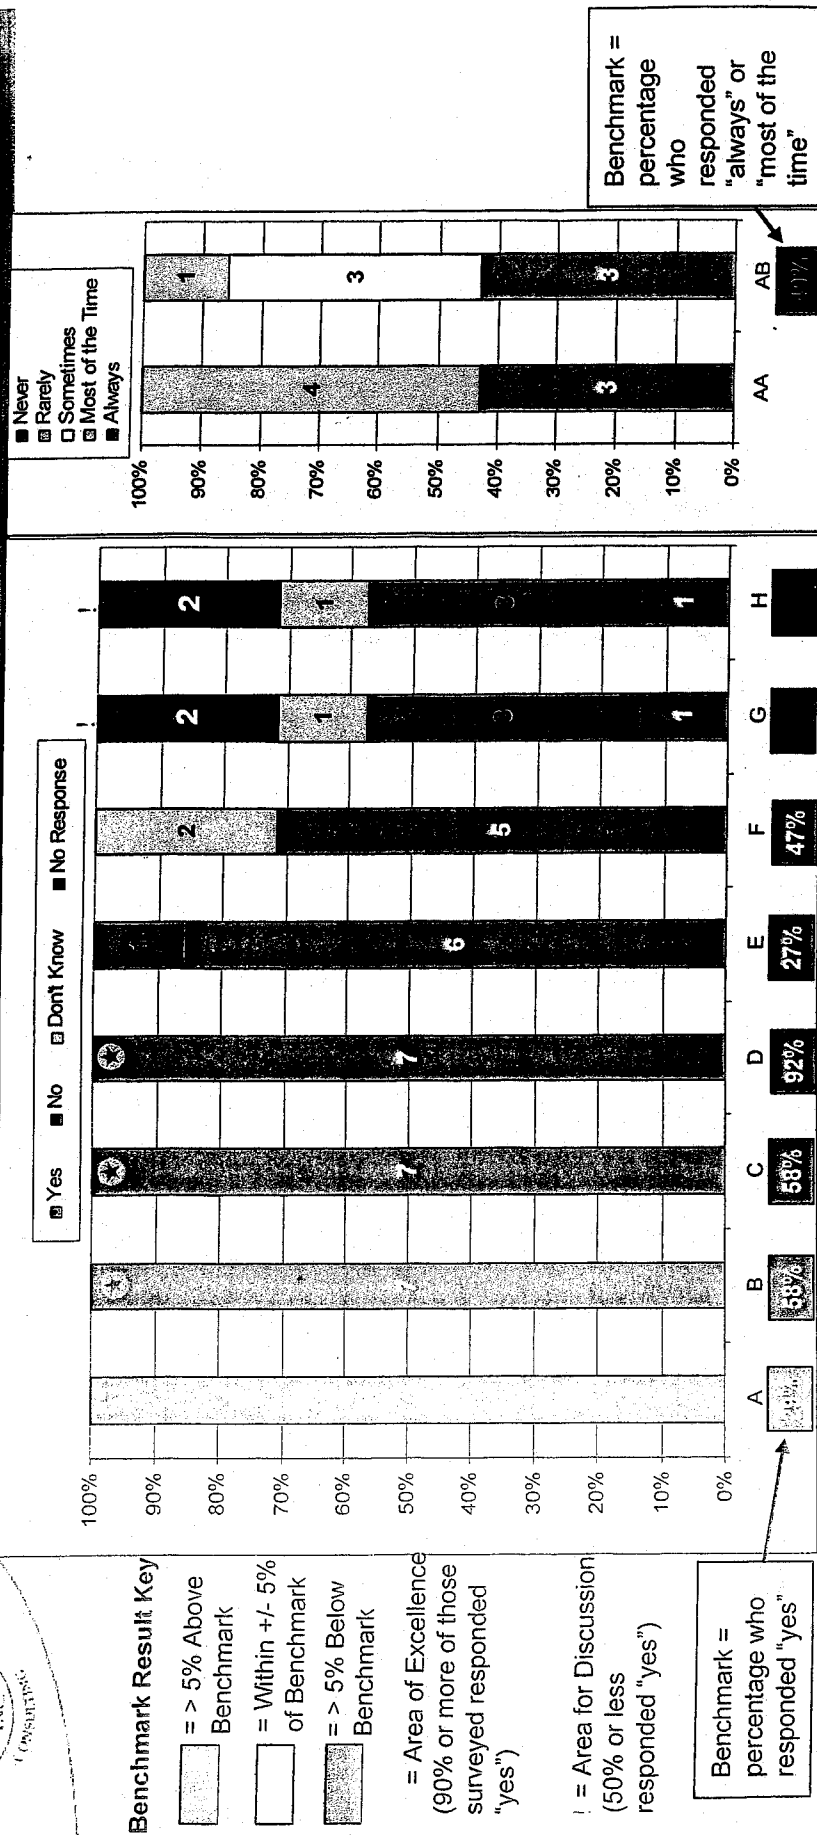 CONSULTING
Benchmark Result Key
= > 5% Above
Benchmark
= Within +/- 5%
of Benchmark
= > 5% Below
Benchmark
= Area of Excellence
(90% or more of those
surveyed responded
"yes")
! = Area for Discussion
(50% or less
responded "yes")
Benchmark =
percentage who
responded "yes"
Yes No Don't Know No Response
! !
100%
90%
80%
70%
60%
50%
40%
30%
20%
10%
0%
7 7 7
6
5 2
1 3 1 2
1 3 1 2
A B C D E F G H
58% 58% 92% 27% 47%
Never
Rarely
Sometimes
Most of the Time
Always
100%
90%
80%
70%
60%
50%
40%
30%
20%
10%
0%
4 3
1 3 3
AA AB
Benchmark =
percentage
who
responded
"always" or
"most of the
time"